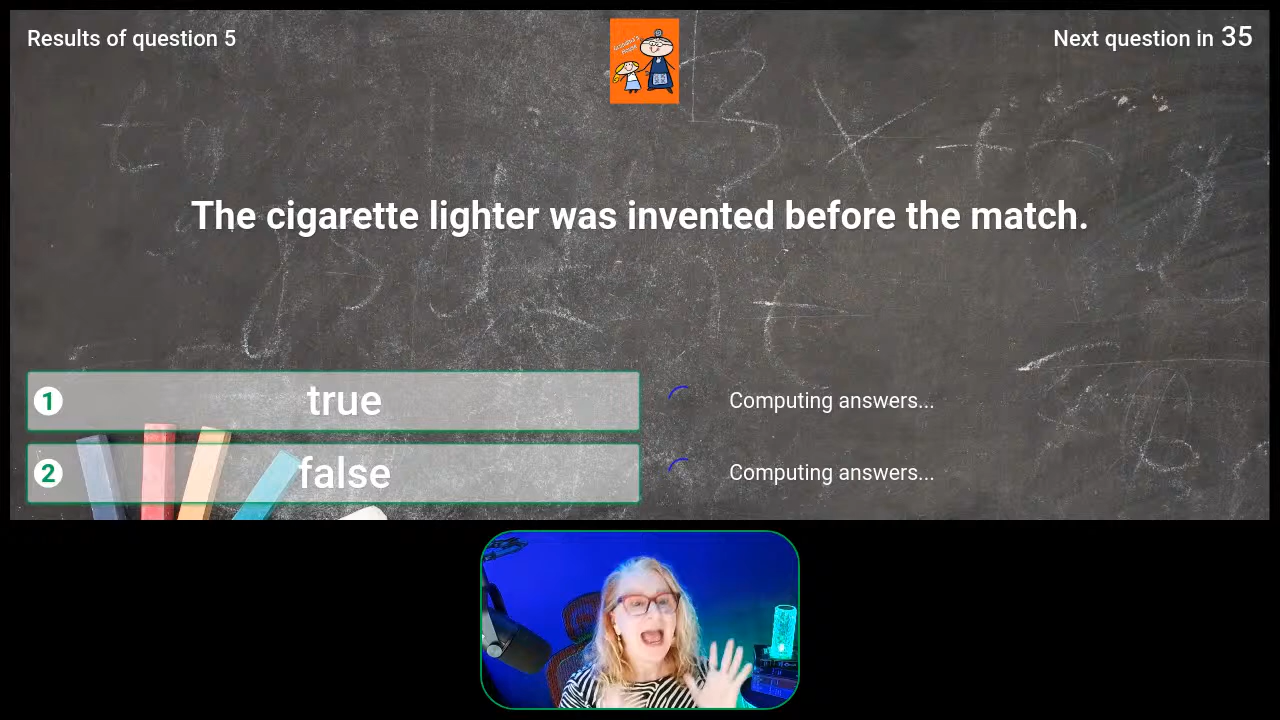 Results of question 5
Next question in 35
The cigarette lighter was invented before the match.
1 true
Computing answers...
2 false
Computing answers...